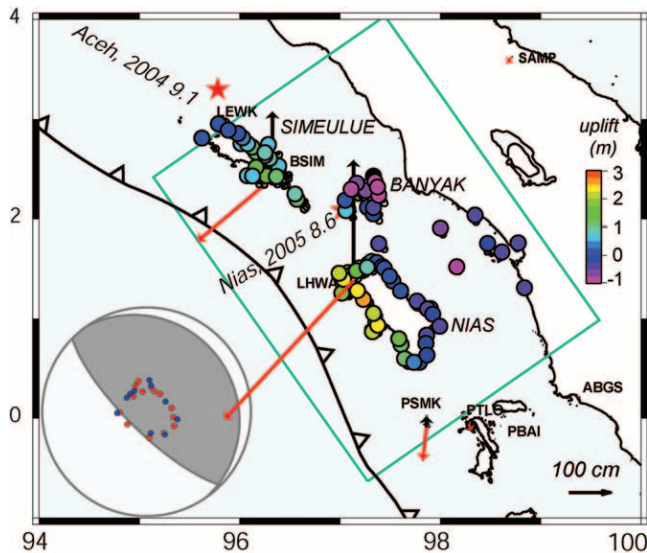 4
Aceh, 2004 9.1
SAMP
LEWK
SIMEULUE
uplift
(m)
BSIM
3
2
1
0
-1
BANYAK
2
Nias, 2005 8.6
LHWA
NIAS
ABGS
PSMK
PTLO
PBAI
0
100 cm
94
96
98
100